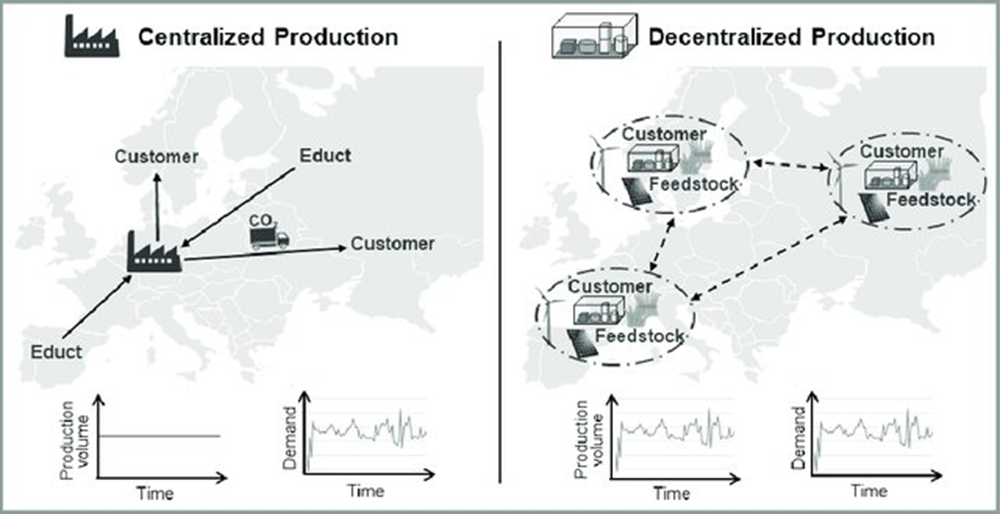 Centralized Production
Customer
Educt
CO2
Customer
Educt
Production
volume
Time
Demand
Time
Decentralized Production
Customer
Feedstock
Customer
Feedstock
Customer
Feedstock
Production
volume
Time
Demand
Time